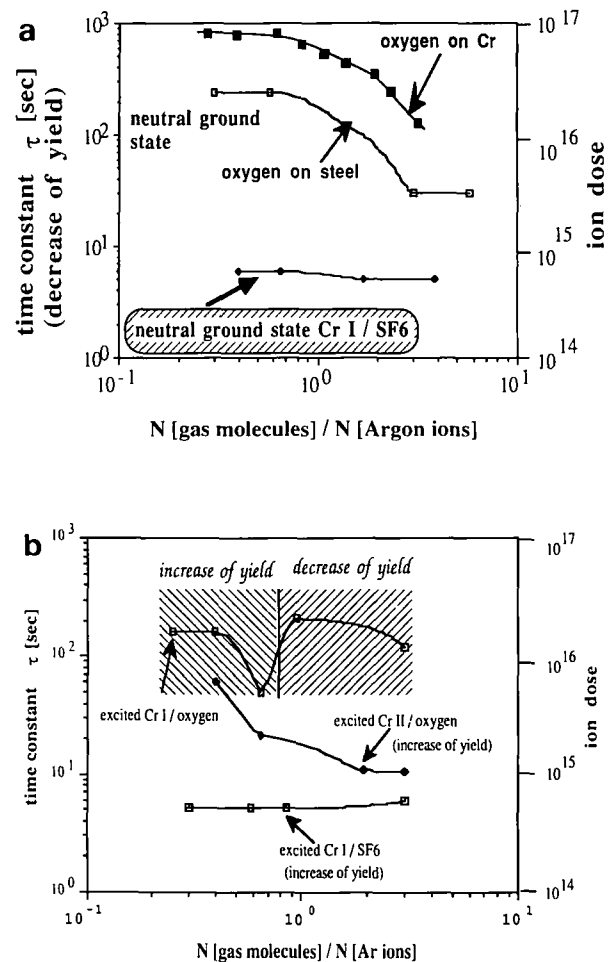 a
10^3
10^2
10^1
10^0
time constant τ [sec]
(decrease of yield)
10^17
10^16
10^15
10^14
ion dose
oxygen on Cr
neutral ground
state
oxygen on steel
neutral ground state Cr I / SF6
10^-1
10^0
10^1
N [gas molecules] / N [Argon ions]
b
10^3
10^2
10^1
10^0
time constant τ [sec]
10^17
10^16
10^15
10^14
ion dose
increase of yield
decrease of yield
excited Cr I / oxygen
excited Cr II / oxygen
(increase of yield)
excited Cr I / SF6
(increase of yield)
10^-1
10^0
10^1
N [gas molecules] / N [Ar ions]